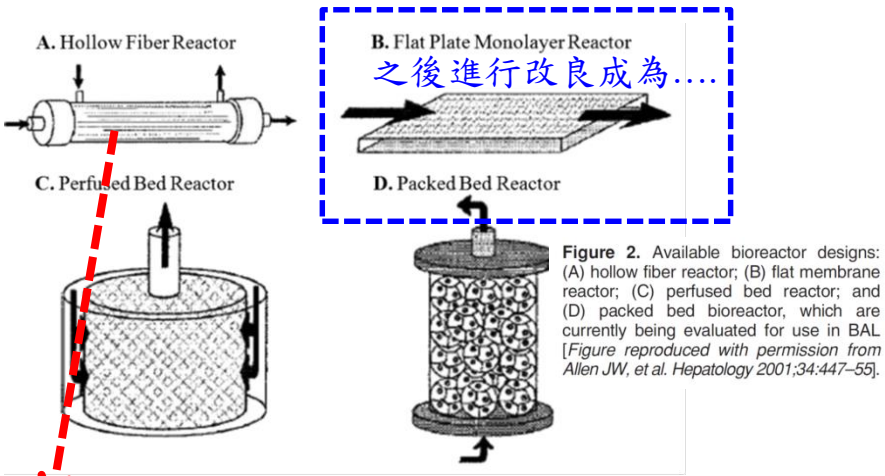 A. Hollow Fiber Reactor
B. Flat Plate Monolayer Reactor
之後進行改良成為....
C. Perfused Bed Reactor
D. Packed Bed Reactor
Figure 2. Available bioreactor designs:
(A) hollow fiber reactor; (B) flat membrane
reactor; (C) perfused bed reactor; and
(D) packed bed bioreactor, which are
currently being evaluated for use in BAL
[Figure reproduced with permission from
Allen JW, et al. Hepatology 2001;34:447–55].